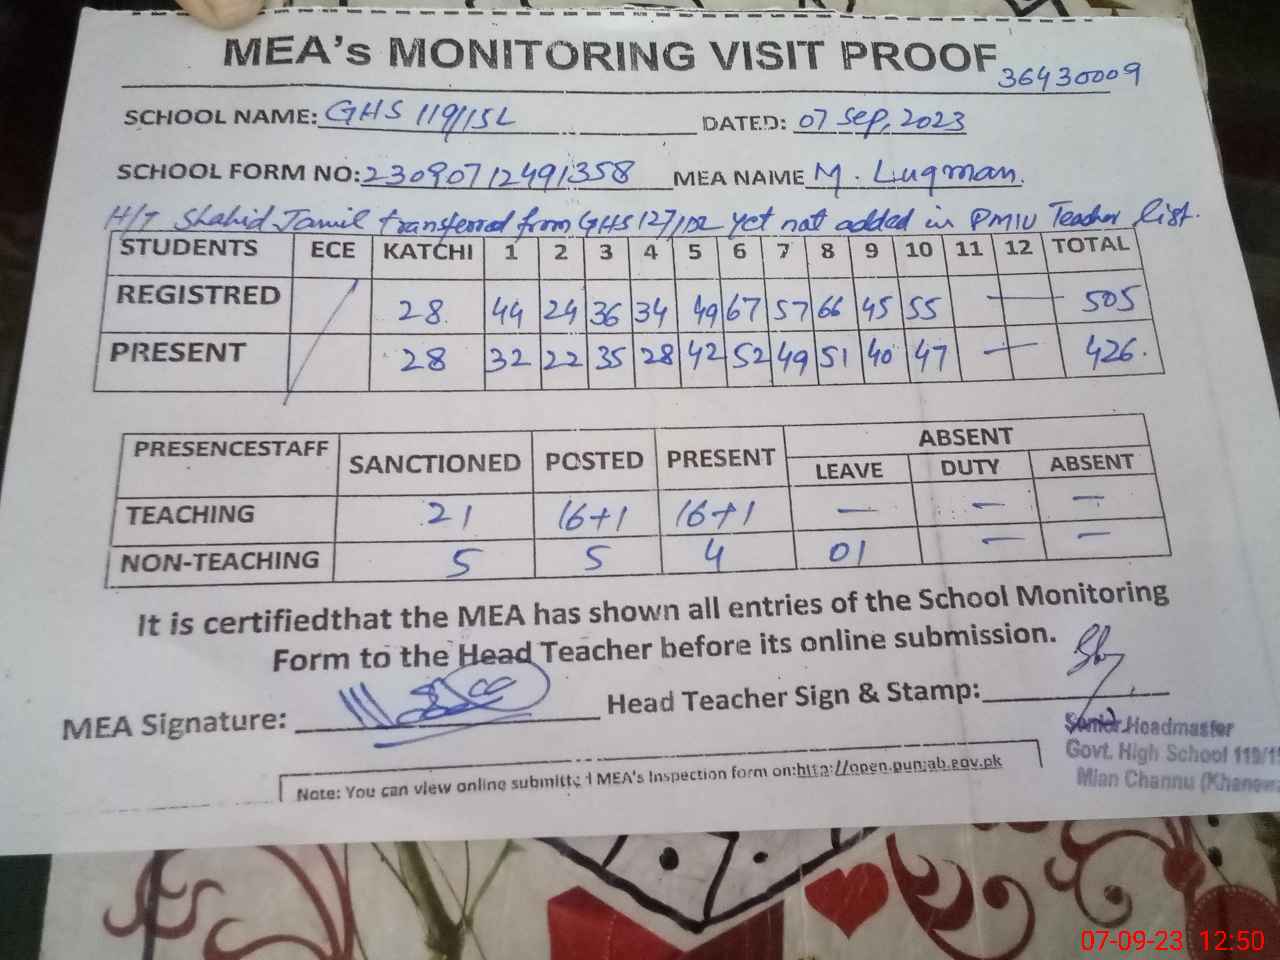 MEA's MONITORING VISIT PROOF
36430009
SCHOOL NAME: GHS 119/15L DATED: 07 Sep, 2023
SCHOOL FORM NO: 23090712491358 MEA NAME M. Luqman.
H/T Shahid Jamil transferred from GHS 127/15L yet not added in PMIU Teacher list.
STUDENTS ECE KATCHI 1 2 3 4 5 6 7 8 9 10 11 12 TOTAL
REGISTRED 28 44 24 36 34 49 67 57 66 45 55 — 505
PRESENT 28 32 22 35 28 42 52 49 51 40 47 — 426.
PRESENCESTAFF SANCTIONED POSTED PRESENT ABSENT
LEAVE DUTY ABSENT
TEACHING 21 16+1 16+1 — — —
NON-TEACHING 5 5 4 01 — —
It is certifiedthat the MEA has shown all entries of the School Monitoring
Form to the Head Teacher before its online submission.
MEA Signature: Head Teacher Sign & Stamp:
Senior Headmaster
Govt. High School 119/15
Mian Channu (Khanew
Note: You can view online submitted MEA's Inspection form on:http://open.punjab.gov.pk
07-09-23 12:50